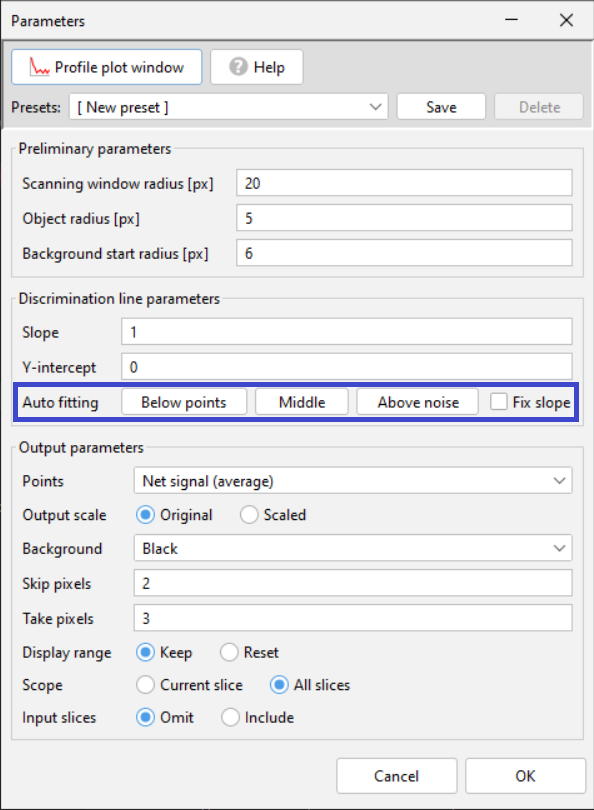 Parameters
Profile plot window ? Help
Presets: [ New preset ] Save Delete
Preliminary parameters
Scanning window radius [px] 20
Object radius [px] 5
Background start radius [px] 6
Discrimination line parameters
Slope 1
Y-intercept 0
Auto fitting Below points Middle Above noise Fix slope
Output parameters
Points Net signal (average)
Output scale Original Scaled
Background Black
Skip pixels 2
Take pixels 3
Display range Keep Reset
Scope Current slice All slices
Input slices Omit Include
Cancel OK